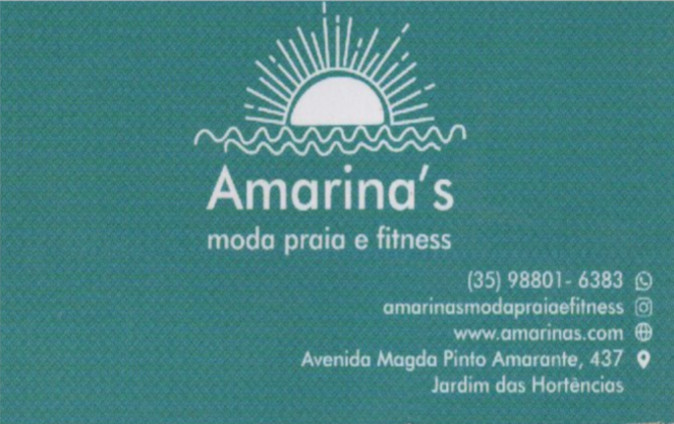 Amarina's
moda praia e fitness
(35) 98801- 6383
amarinasmodapraiaefitness
www.amarinas.com
Avenida Magda Pinto Amarante, 437
Jardim das Hortências